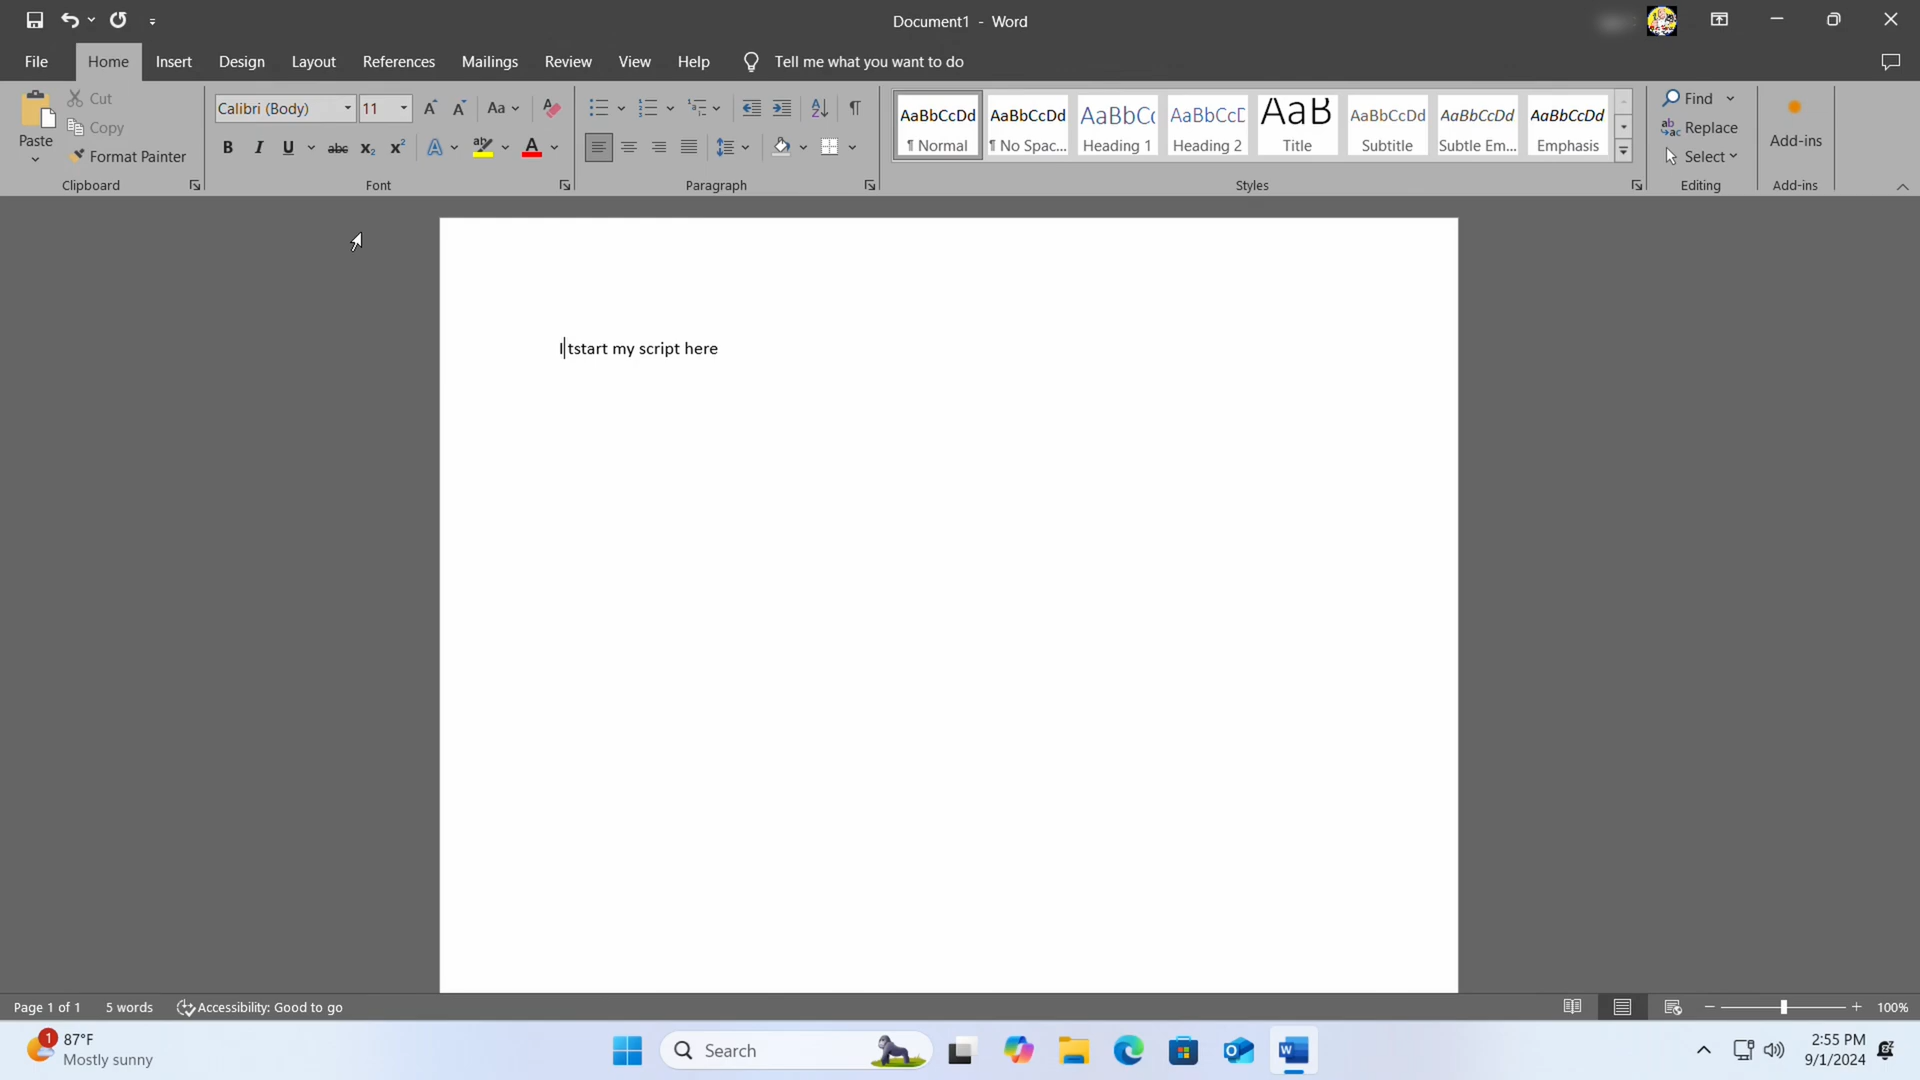 Document1 - Word
File Home Insert Design Layout References Mailings Review View Help Tell me what you want to do
Paste
Cut
Copy
Format Painter
Clipboard
Calibri (Body) 11 Aa
B I U abc x₂ x² A ab A
Font
Paragraph
AaBbCcDd AaBbCcDd AaBbC AaBbCcD AaB AaBbCcDd AaBbCcDd AaBbCcDd
¶ Normal ¶ No Spac... Heading 1 Heading 2 Title Subtitle Subtle Em... Emphasis
Styles
Find
Replace
Select
Editing
Add-ins
Add-ins
I tstart my script here
Page 1 of 1 5 words Accessibility: Good to go 100%
1 87°F
Mostly sunny
Search
2:55 PM
9/1/2024